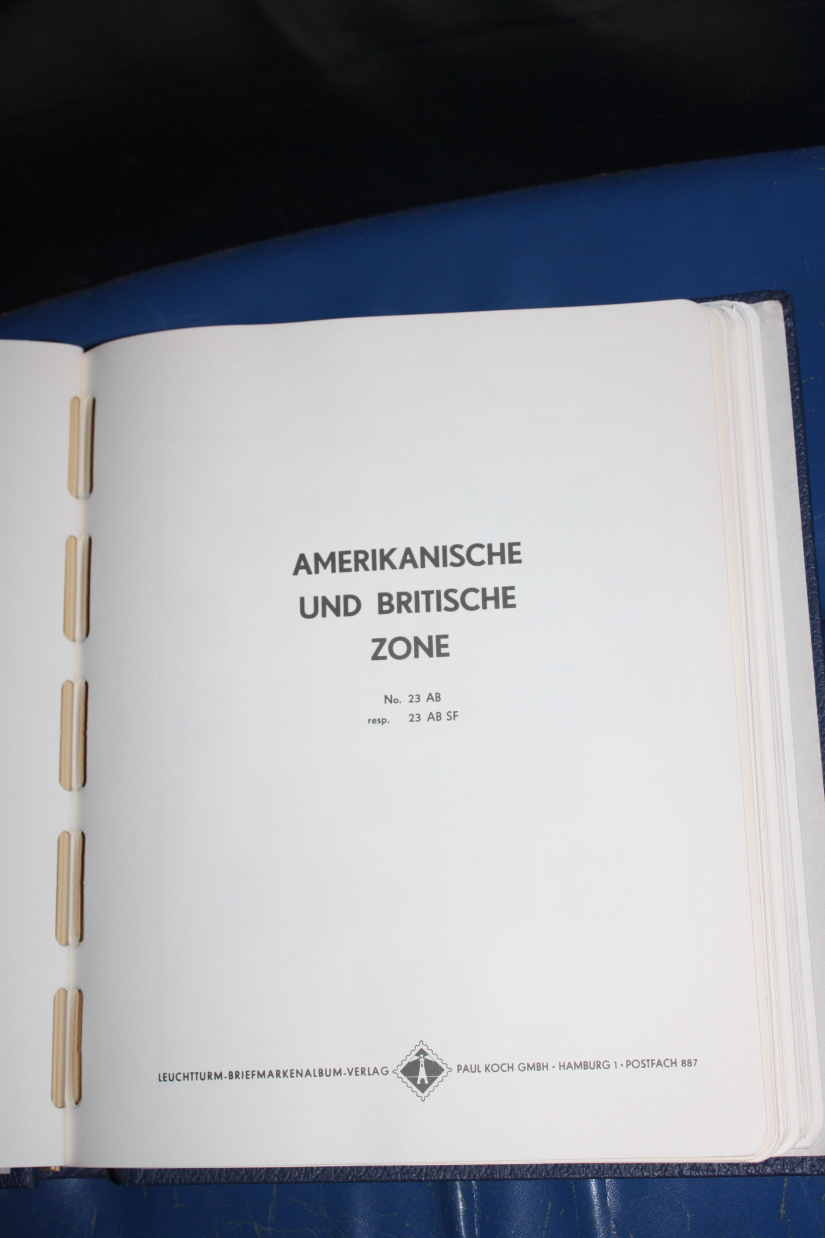 AMERIKANISCHE
UND BRITISCHE
ZONE
No. 23 AB
resp. 23 AB SF
LEUCHTTURM-BRIEFMARKENALBUM-VERLAG PAUL KOCH GMBH · HAMBURG 1 · POSTFACH 887